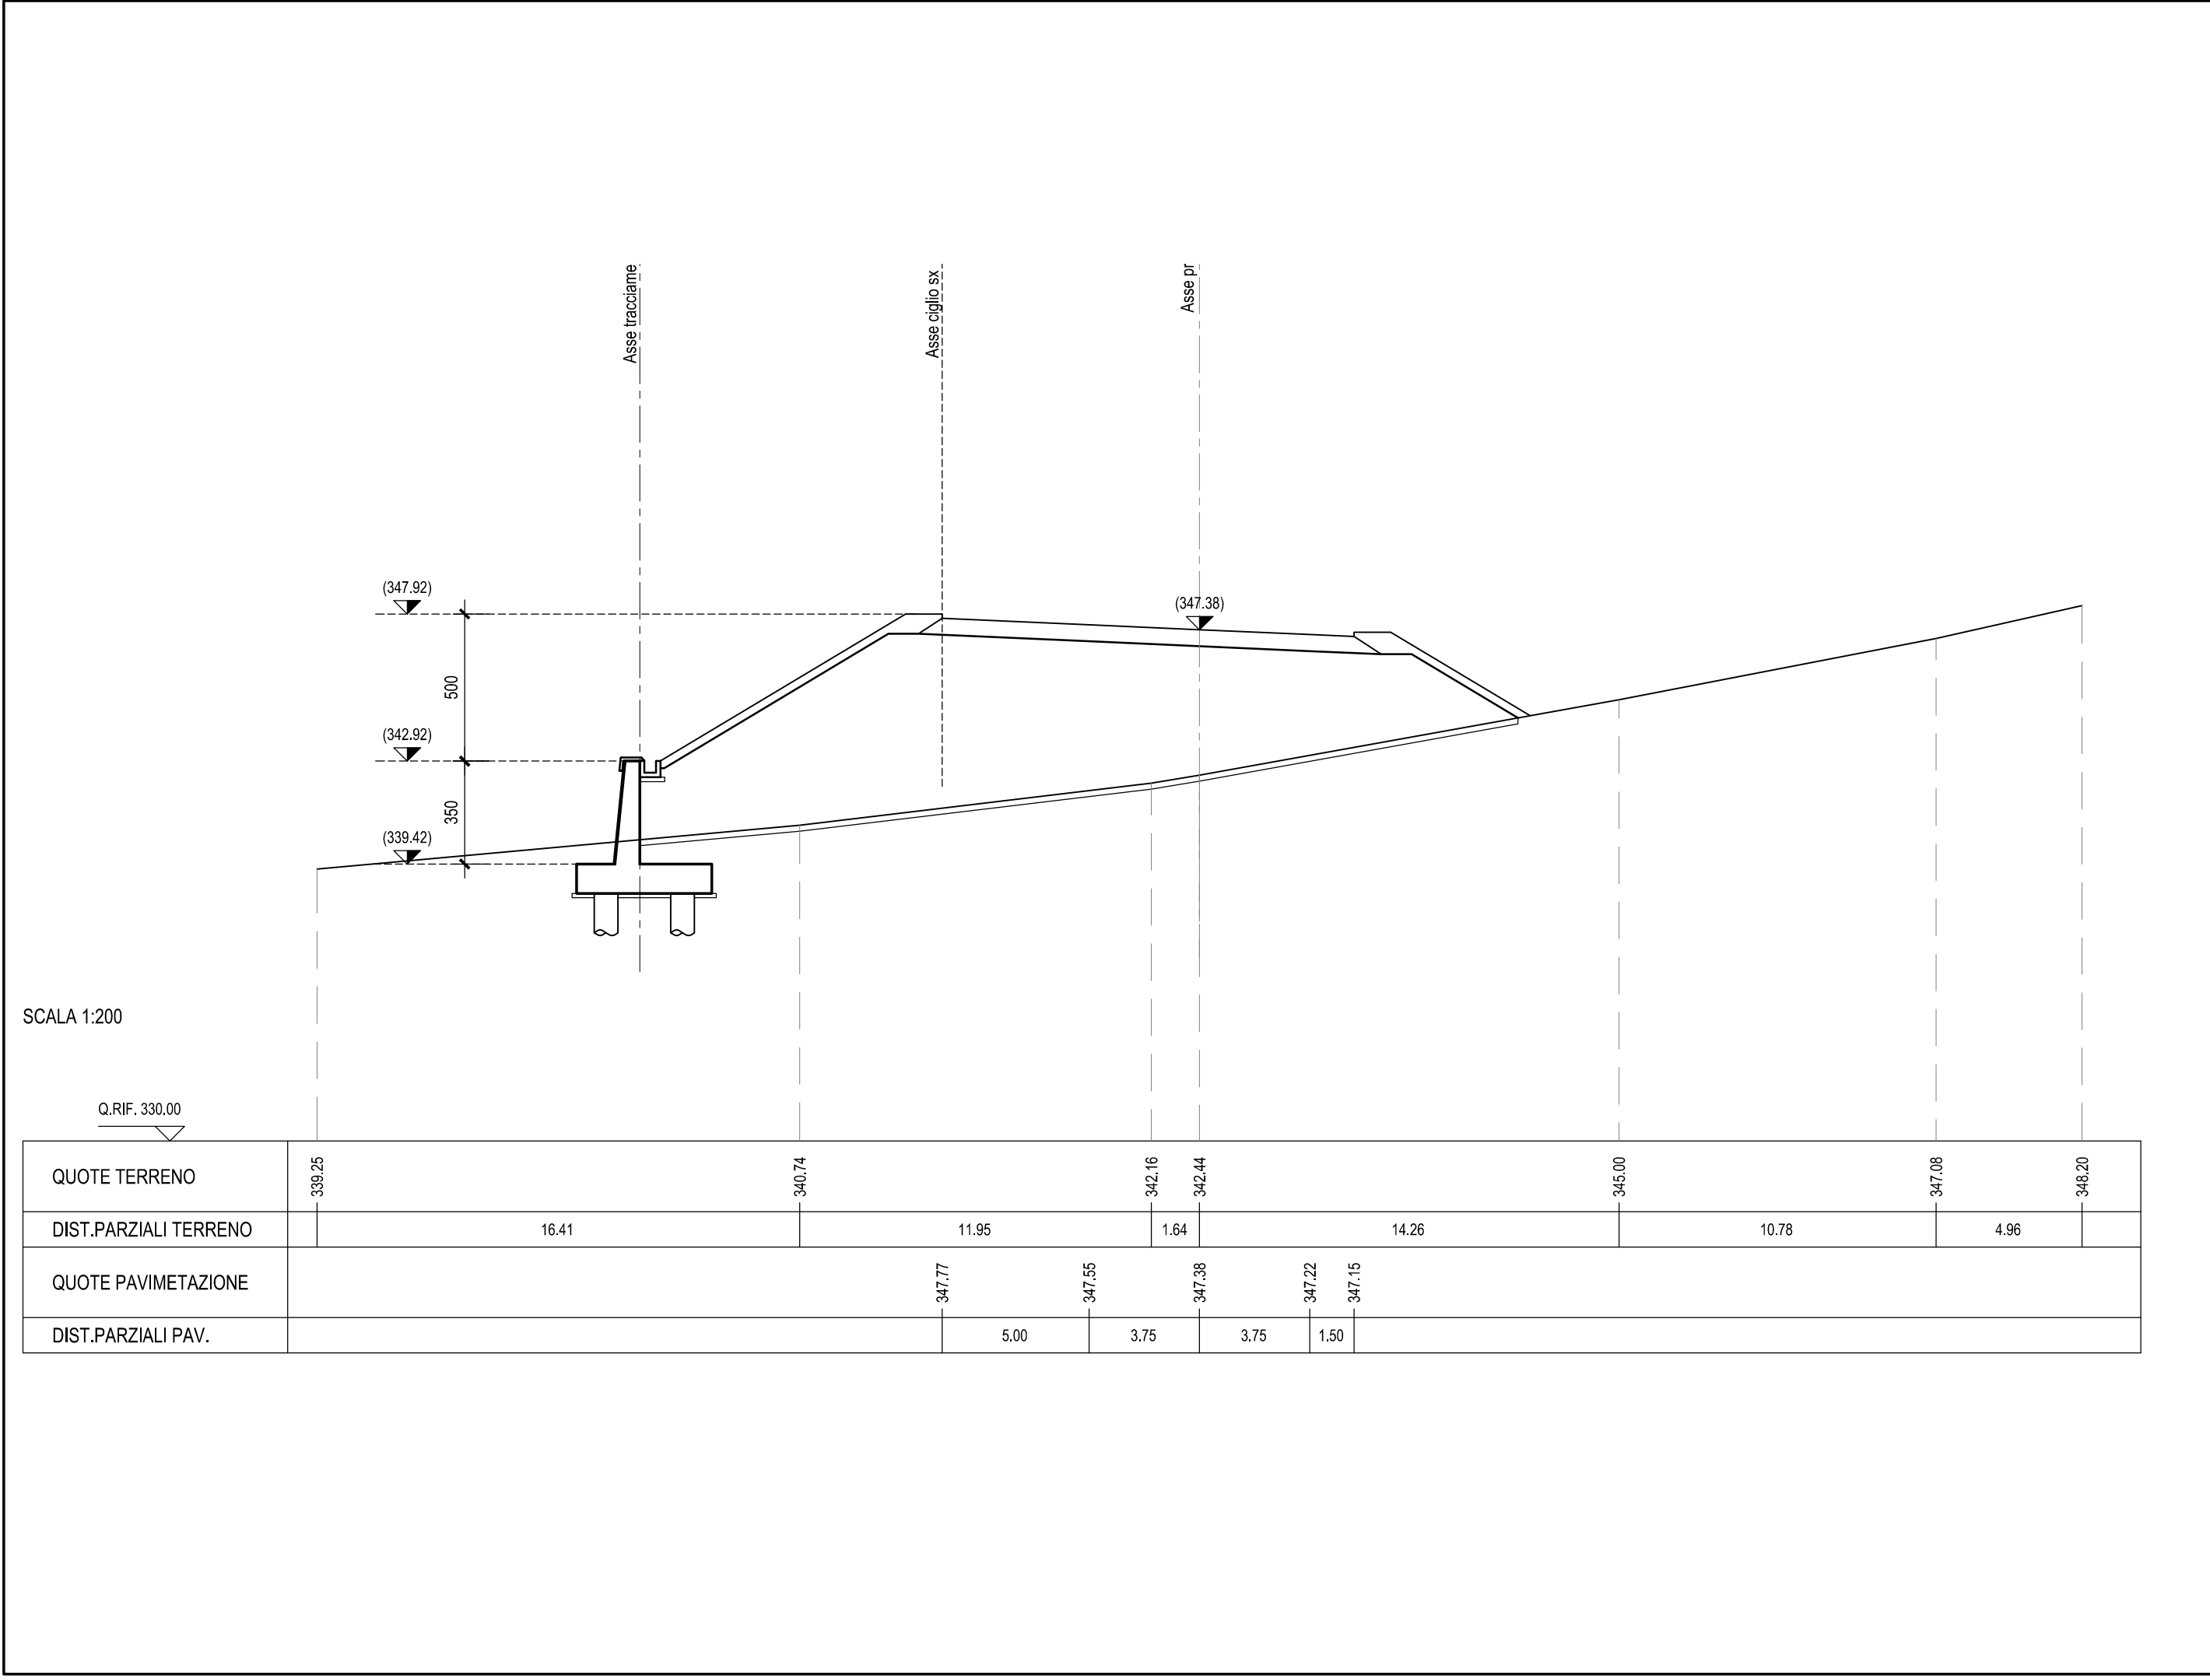 Asse tracciame
Asse ciglio sx
Asse pr
(347.92)
(347.38)
500
(342.92)
350
(339.42)
SCALA 1:200
Q.RIF. 330.00
QUOTE TERRENO
339.25 340.74 342.16 342.44 345.00 347.08 348.20
DIST.PARZIALI TERRENO 16.41 11.95 1.64 14.26 10.78 4.96
QUOTE PAVIMETAZIONE 347.77 347.55 347.38 347.22 347.15
DIST.PARZIALI PAV. 5.00 3.75 3.75 1.50